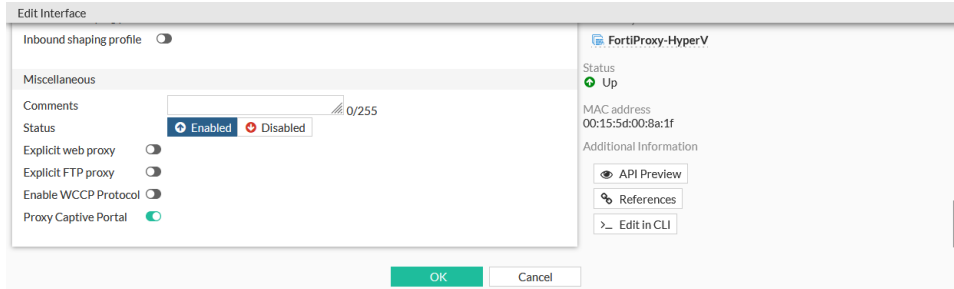 Edit Interface
Inbound shaping profile
Miscellaneous
Comments
0/255
Status
Enabled
Disabled
Explicit web proxy
Explicit FTP proxy
Enable WCCP Protocol
Proxy Captive Portal
FortiProxy-HyperV
Status
Up
MAC address
00:15:5d:00:8a:1f
Additional Information
API Preview
References
>_ Edit in CLI
OK
Cancel